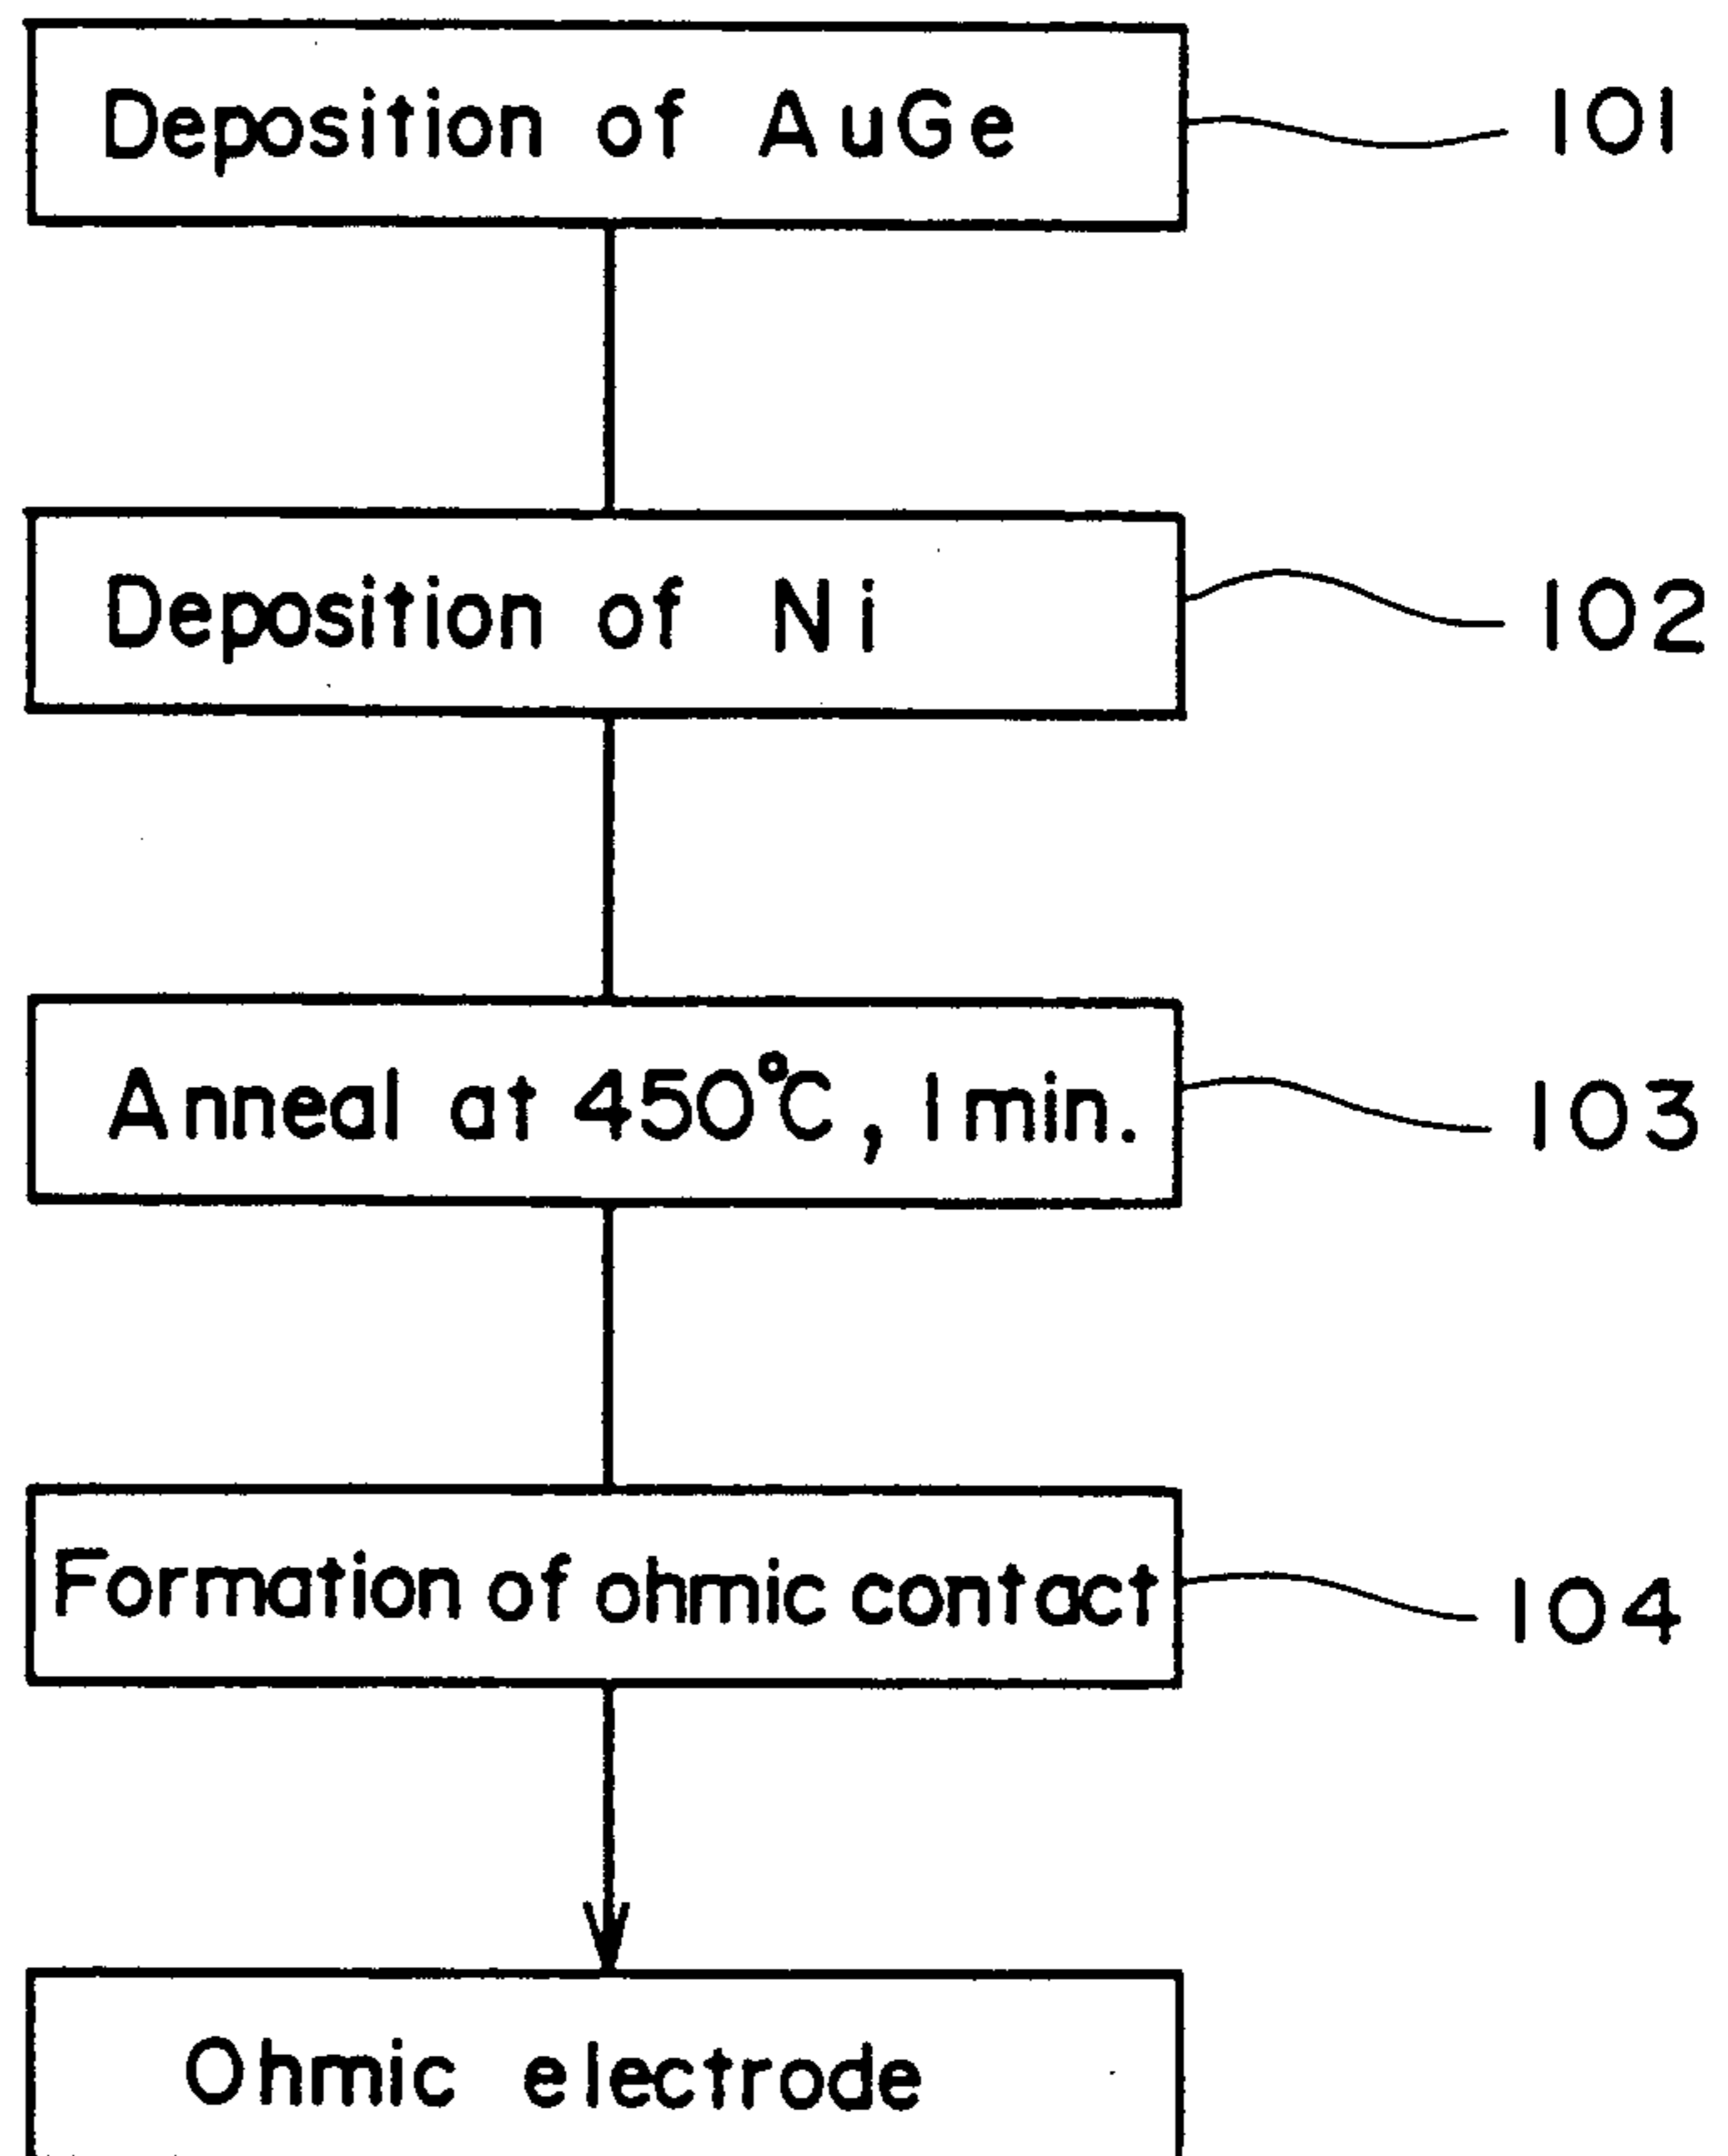 Deposition of AuGe 101
Deposition of Ni 102
Anneal at 450°C, 1 min. 103
Formation of ohmic contact 104
Ohmic electrode